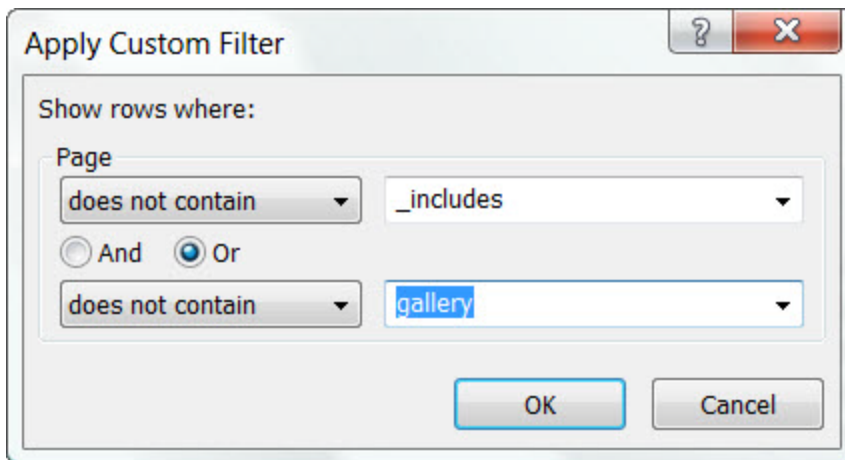 Apply Custom Filter
?
Show rows where:
Page
does not contain _includes
And Or
does not contain gallery
OK Cancel